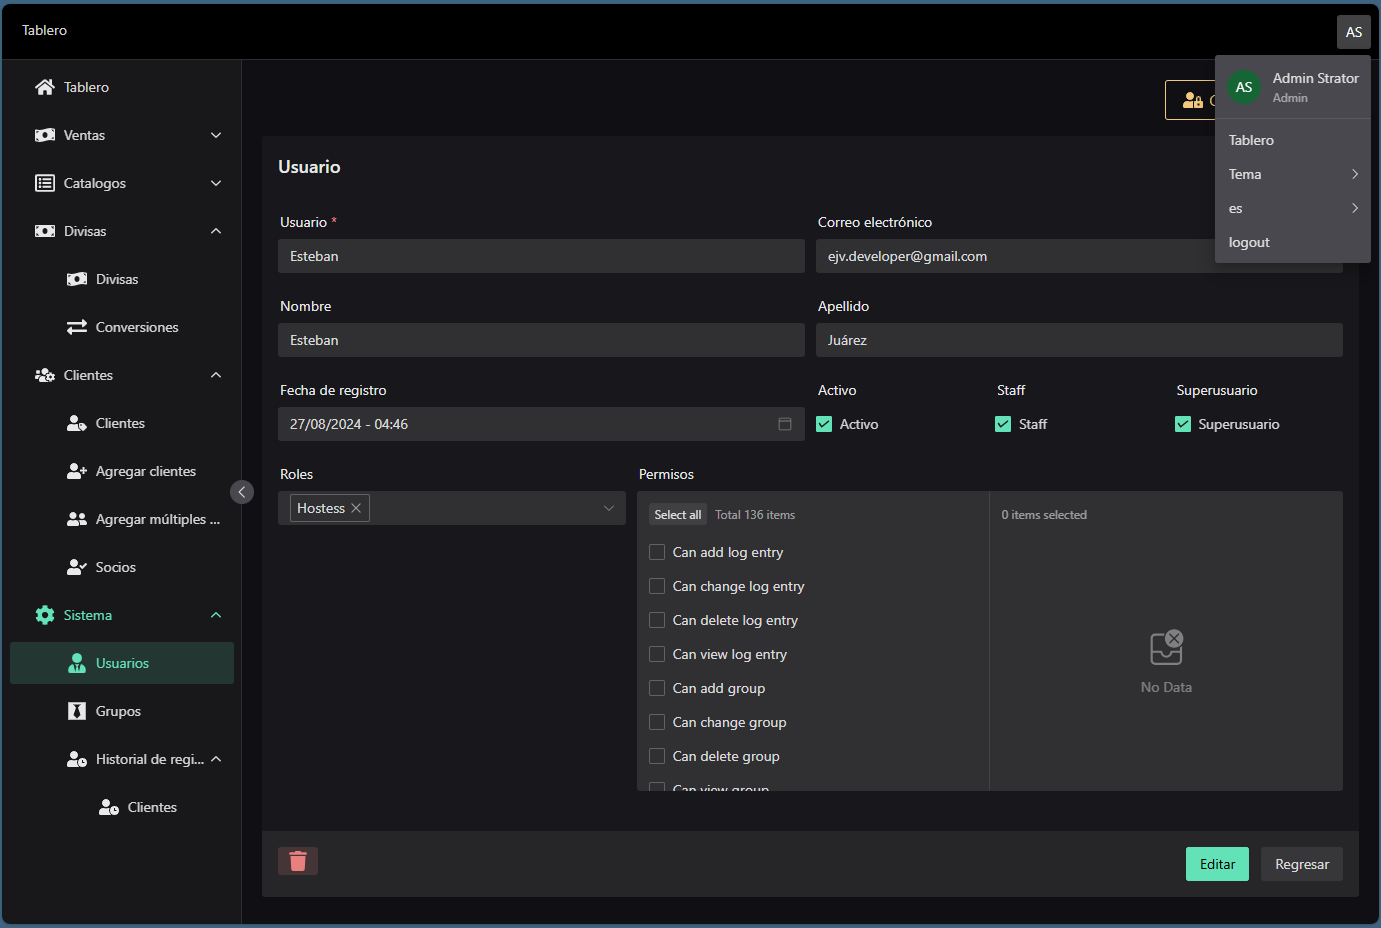 Tablero
AS
AS
Admin Strator
Admin
Tablero
Tema
es
logout
Tablero
Ventas
Catalogos
Divisas
Divisas
Conversiones
Clientes
Clientes
Agregar clientes
Agregar múltiples ...
Socios
Sistema
Usuarios
Grupos
Historial de regi...
Clientes
Usuario
Usuario *
Correo electrónico
Esteban
ejv.developer@gmail.com
Nombre
Apellido
Esteban
Juárez
Fecha de registro
Activo
Staff
Superusuario
27/08/2024 - 04:46
Activo
Staff
Superusuario
Roles
Permisos
Hostess
Select all
Total 136 items
0 items selected
Can add log entry
Can change log entry
Can delete log entry
Can view log entry
Can add group
Can change group
Can delete group
Can view group
No Data
Editar
Regresar